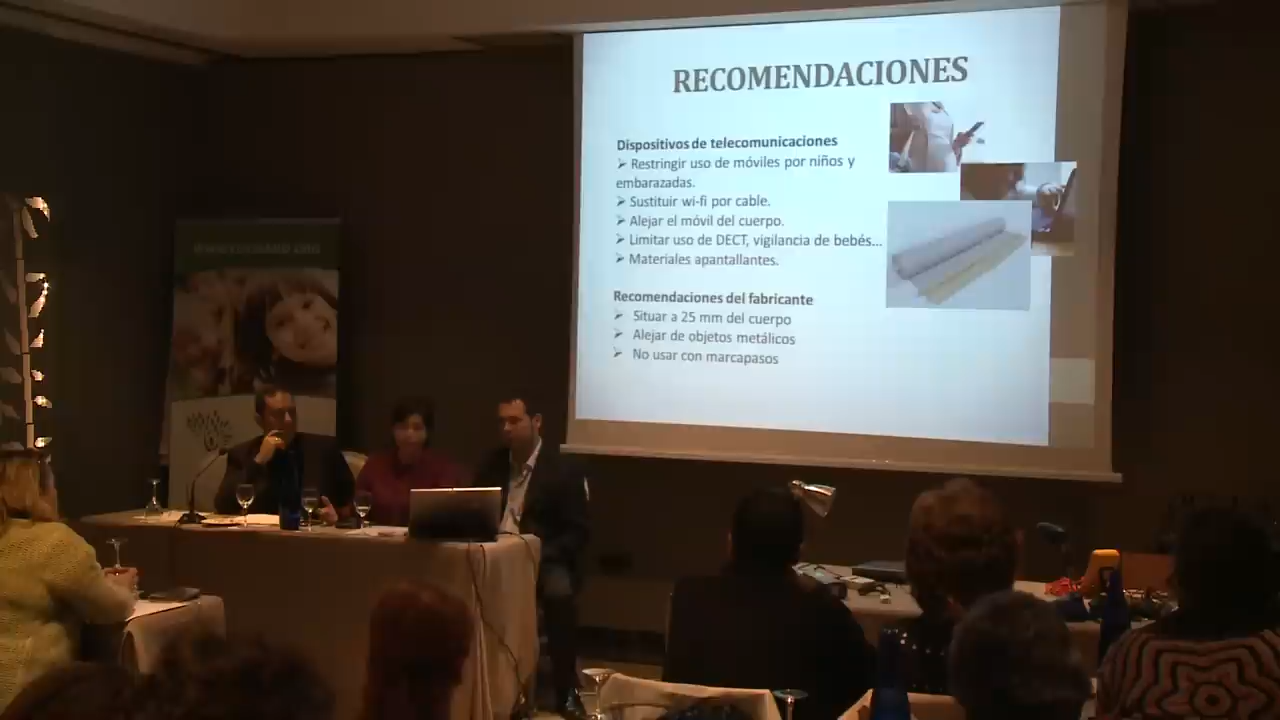 RECOMENDACIONES
Dispositivos de telecomunicaciones
➢ Restringir uso de móviles por niños y
embarazadas.
➢ Sustituir wi-fi por cable.
➢ Alejar el móvil del cuerpo.
➢ Limitar uso de DECT, vigilancia de bebés...
➢ Materiales apantallantes.
Recomendaciones del fabricante
➢ Situar a 25 mm del cuerpo
➢ Alejar de objetos metálicos
➢ No usar con marcapasos